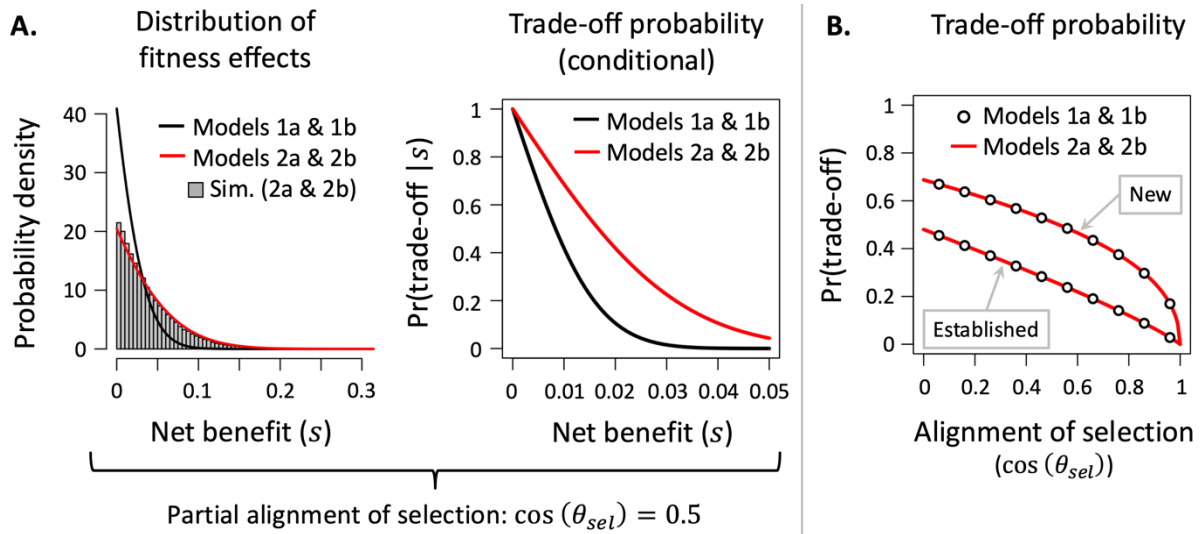 A.
Distribution of
fitness effects
Probability density
40
30
20
10
0
Models 1a & 1b
Models 2a & 2b
Sim. (2a & 2b)
0 0.1 0.2 0.3
Net benefit (s)
Trade-off probability
(conditional)
Pr(trade-off |s)
1
0.8
0.6
0.4
0.2
0
Models 1a & 1b
Models 2a & 2b
0 0.01 0.02 0.03 0.04 0.05
Net benefit (s)
Partial alignment of selection: cos (θ_sel) = 0.5
B.
Trade-off probability
Pr(trade-off)
1
0.8
0.6
0.4
0.2
0
Models 1a & 1b
Models 2a & 2b
New
Established
0 0.2 0.4 0.6 0.8 1
Alignment of selection
(cos (θ_sel))